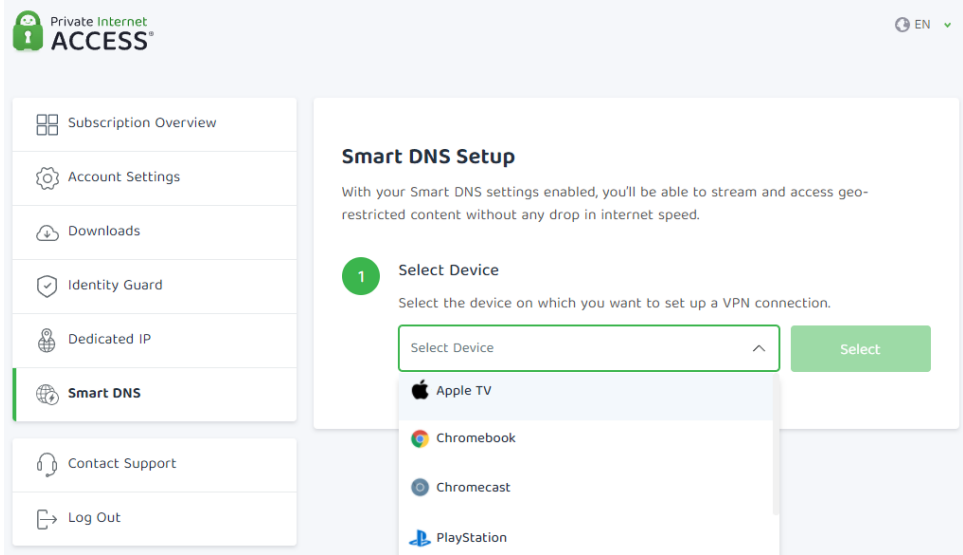 Private Internet
ACCESS®
EN
Subscription Overview
Account Settings
Downloads
Identity Guard
Dedicated IP
Smart DNS
Contact Support
Log Out
Smart DNS Setup
With your Smart DNS settings enabled, you'll be able to stream and access geo-
restricted content without any drop in internet speed.
1
Select Device
Select the device on which you want to set up a VPN connection.
Select Device
Select
Apple TV
Chromebook
Chromecast
PlayStation